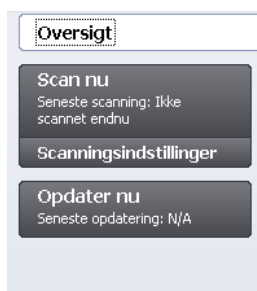 Oversigt
Scan nu
Seneste scanning: Ikke
scannet endnu
Scanningsindstillinger
Opdater nu
Seneste opdatering: N/A